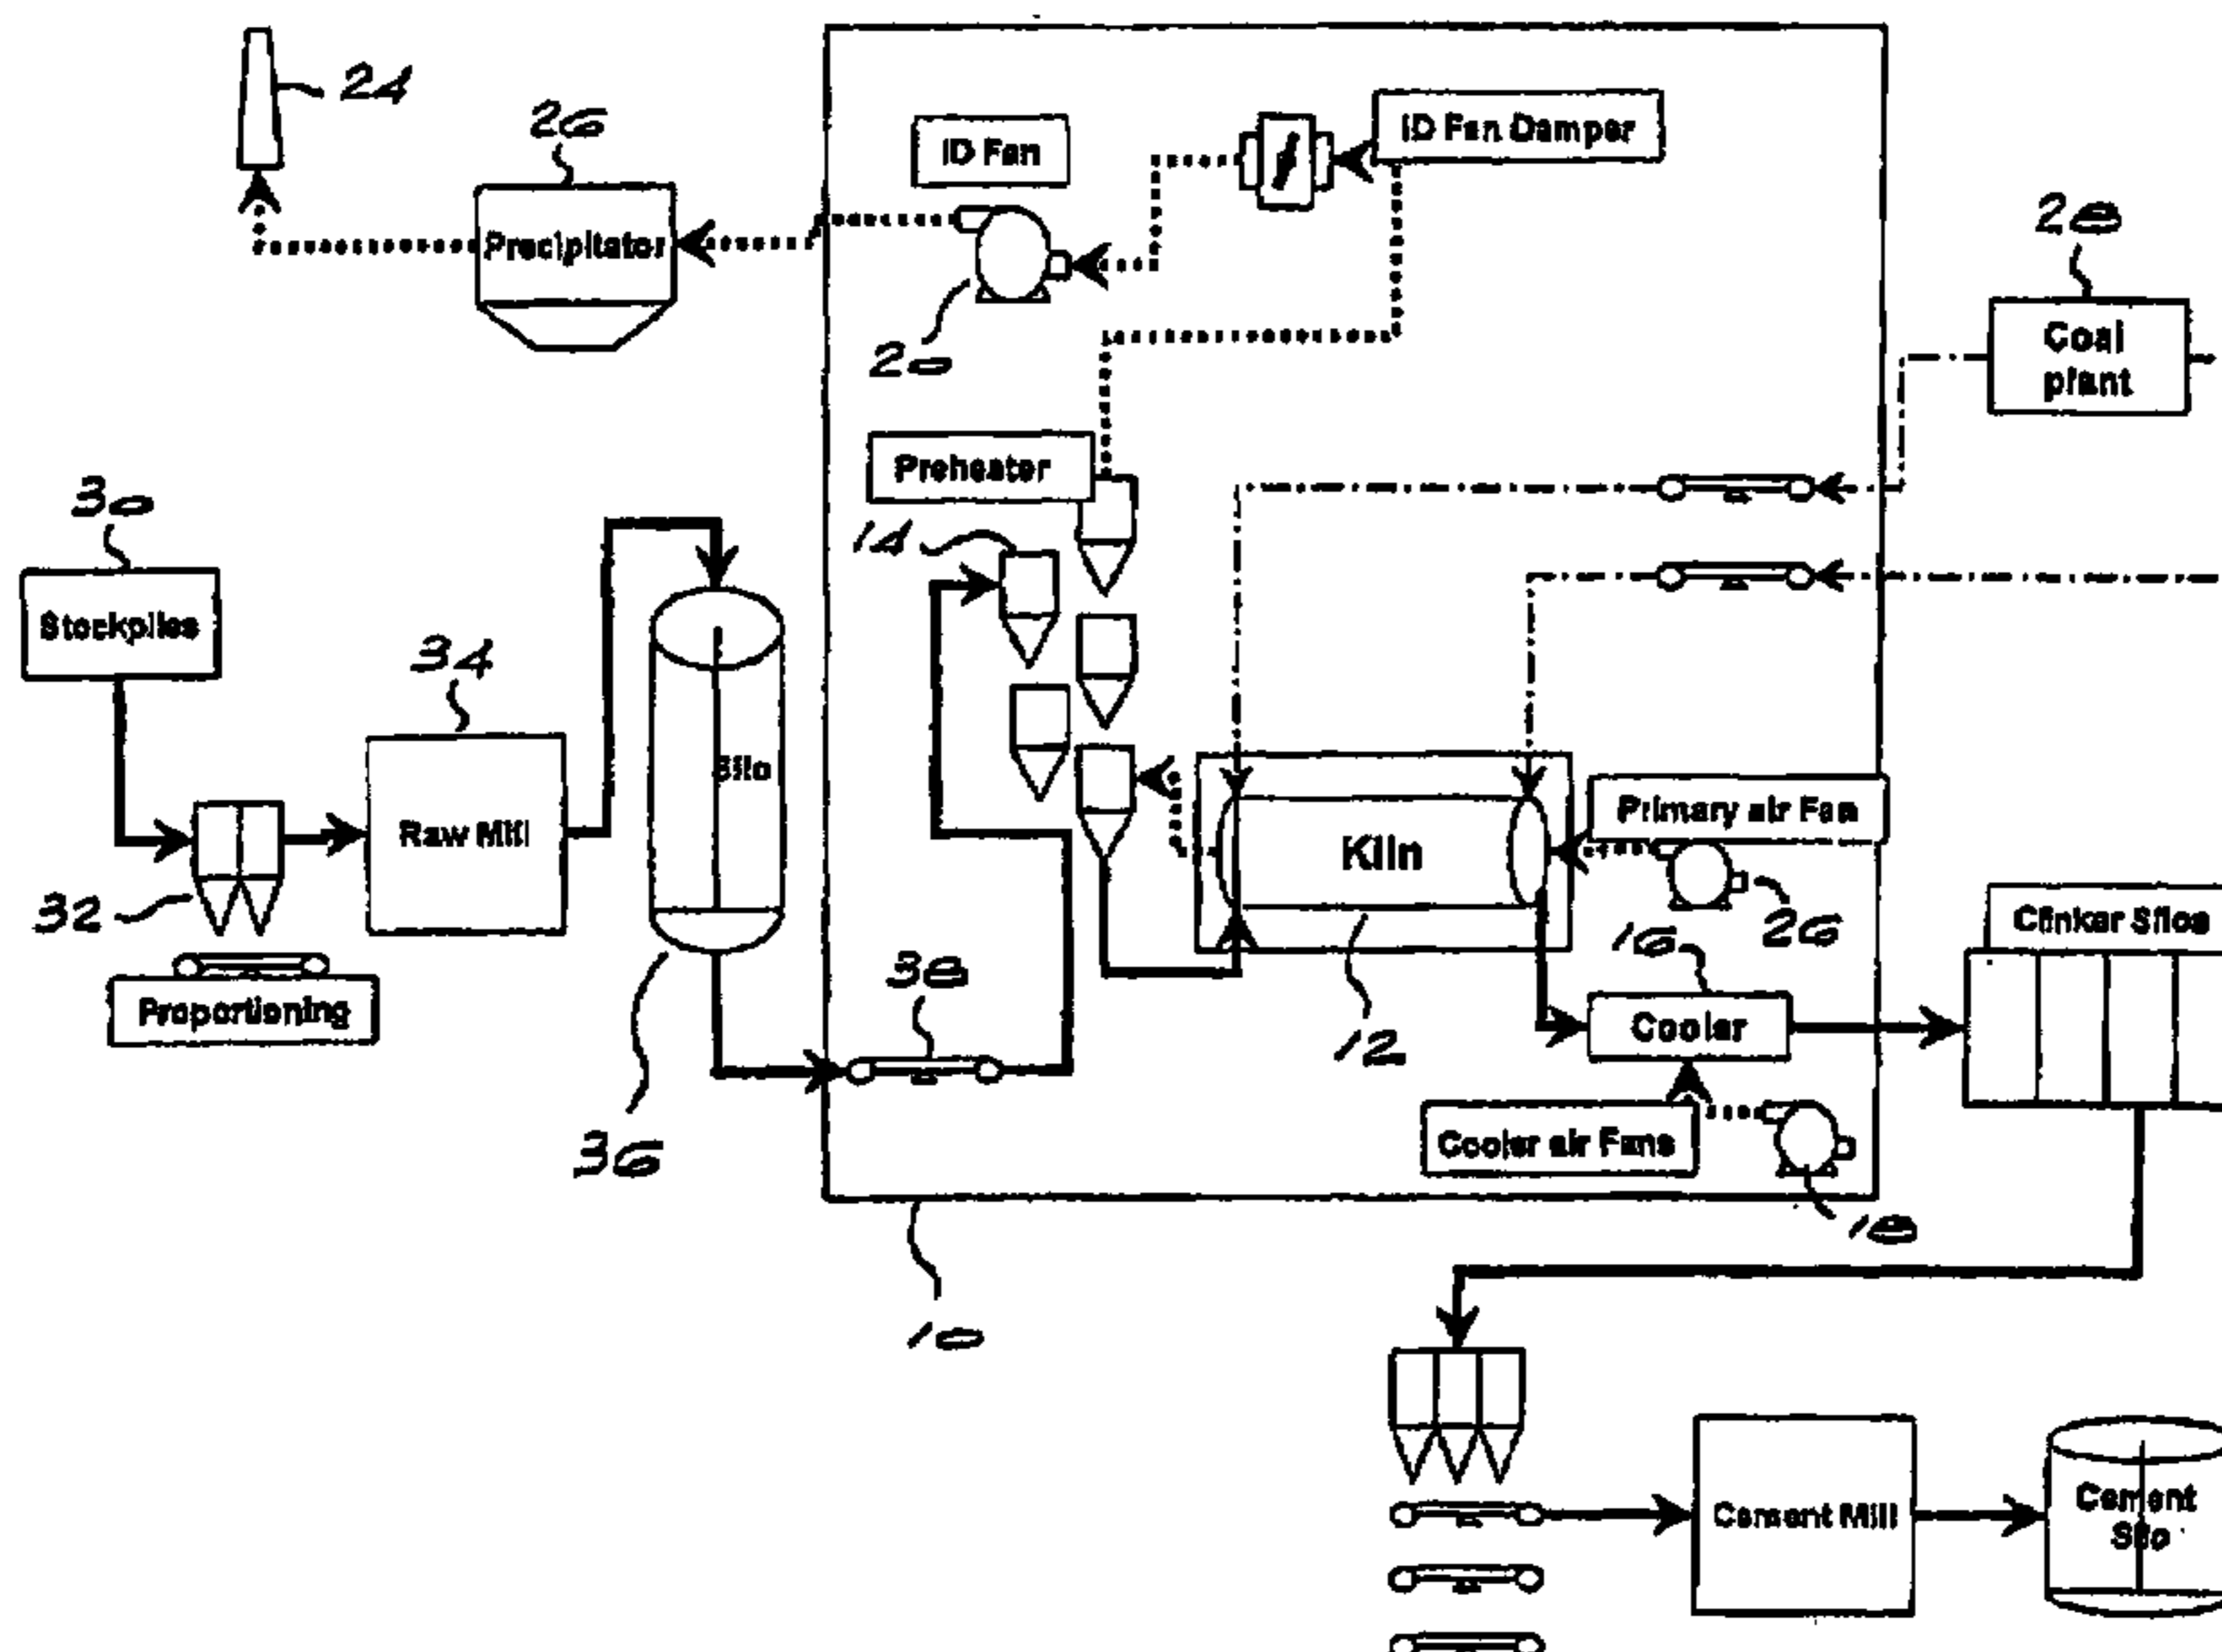 24
26
ID Fan
ID Fan Damper
Precipitator
20
28
Coal
plant
Preheater
14
30
Stockpiles
34
Silo
Raw Mill
32
Proportioning
Kiln
Primary air Fan
26
16
Clinker Silos
38
12
Cooler
36
Cooler air Fans
18
10
Cement Mill
Cement
Silo